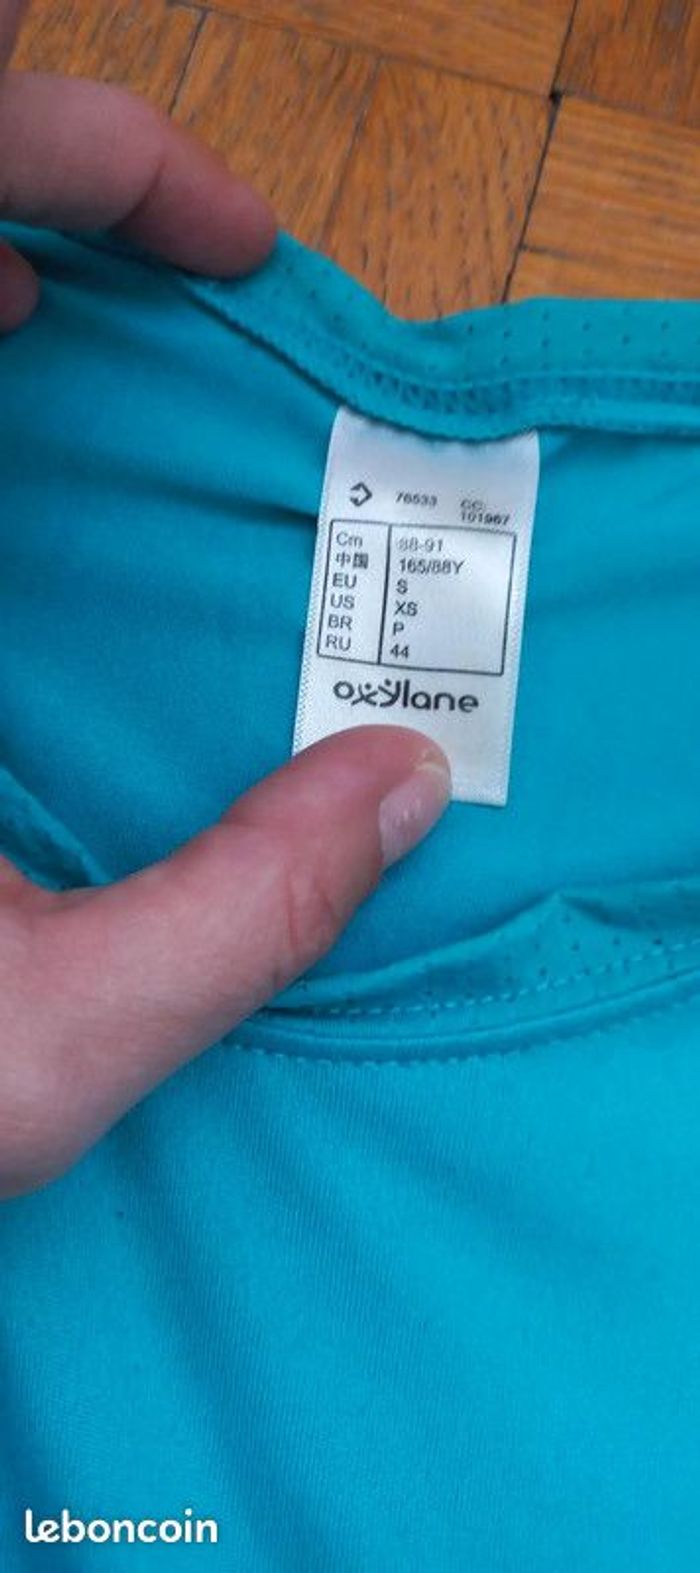 76533 CC: 101967
Cm 88-91
中国 165/88Y
EU S
US XS
BR P
RU 44
oxylane
leboncoin